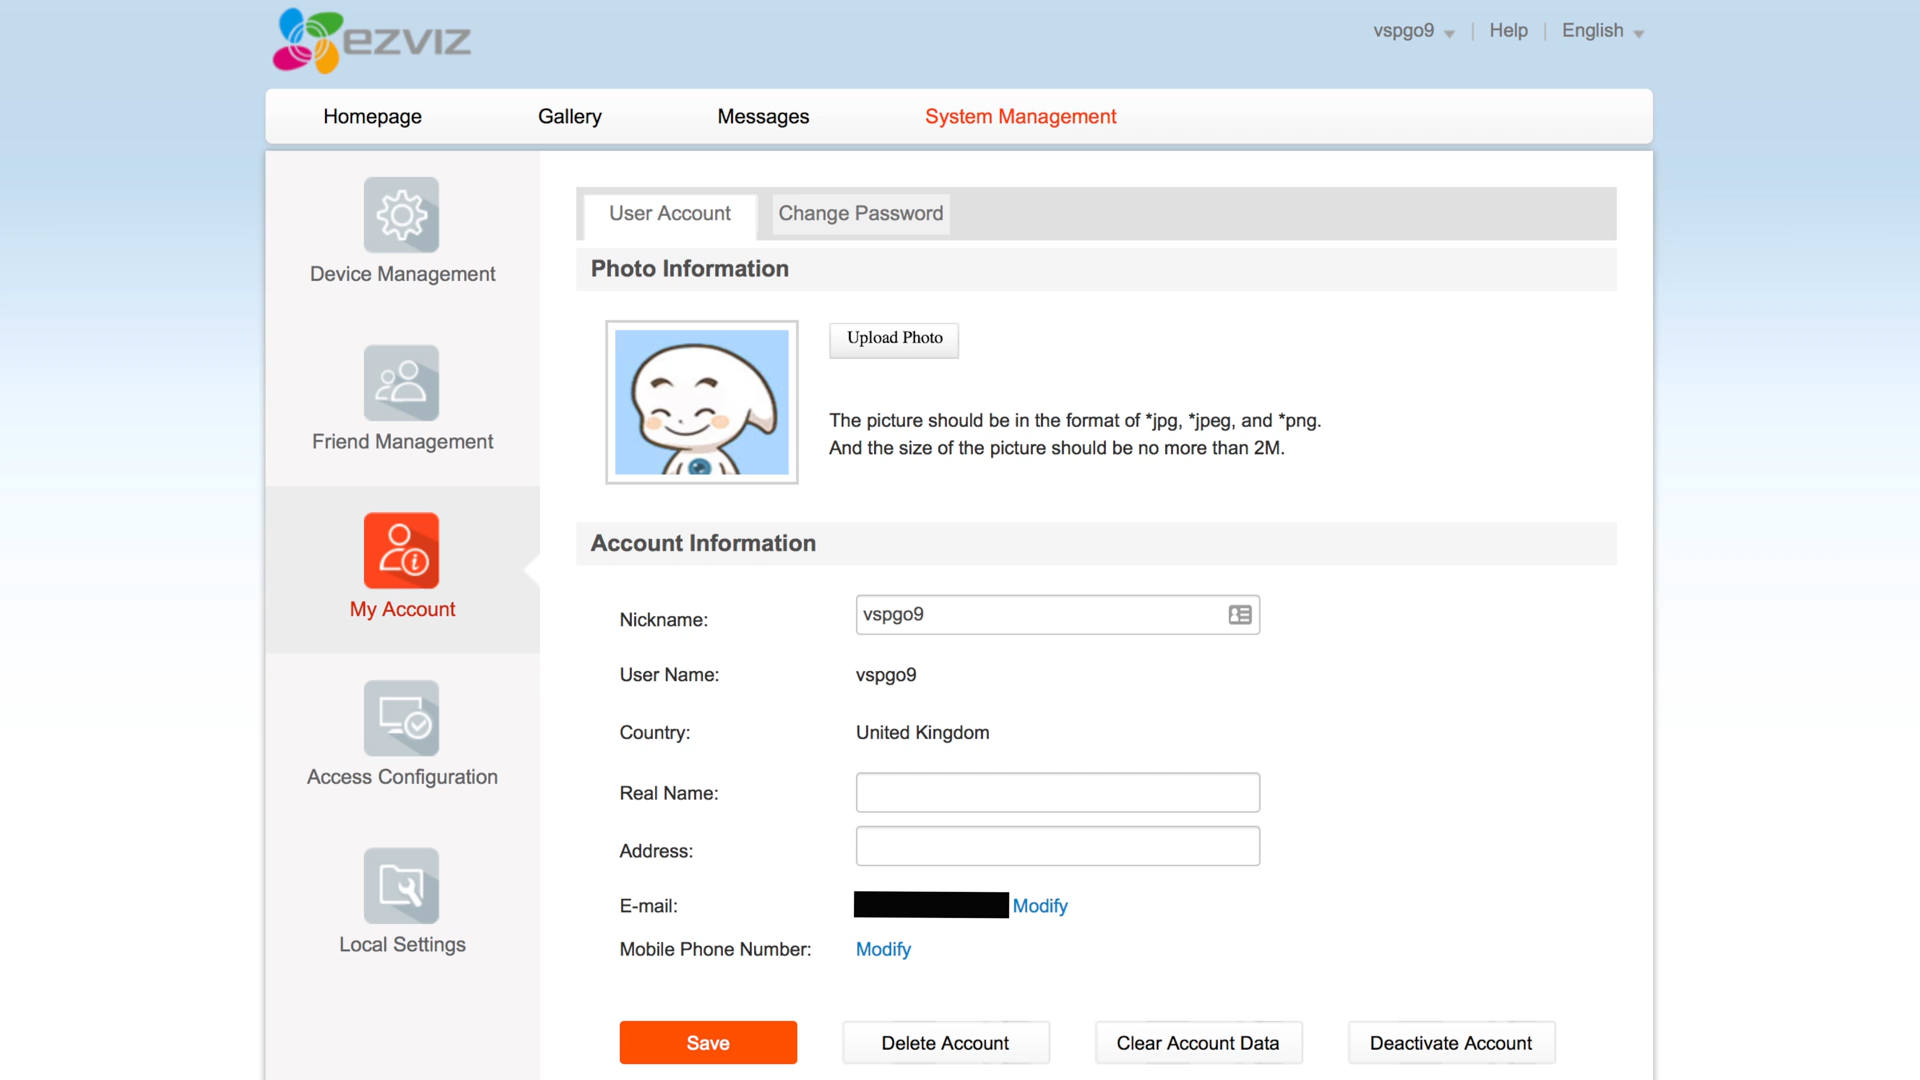 ezviz
vspgo9 | Help | English
Homepage Gallery Messages System Management
Device Management
Friend Management
My Account
Access Configuration
Local Settings
User Account Change Password
Photo Information
Upload Photo
The picture should be in the format of *jpg, *jpeg, and *png.
And the size of the picture should be no more than 2M.
Account Information
Nickname: vspgo9
User Name: vspgo9
Country: United Kingdom
Real Name:
Address:
E-mail: Modify
Mobile Phone Number: Modify
Save Delete Account Clear Account Data Deactivate Account